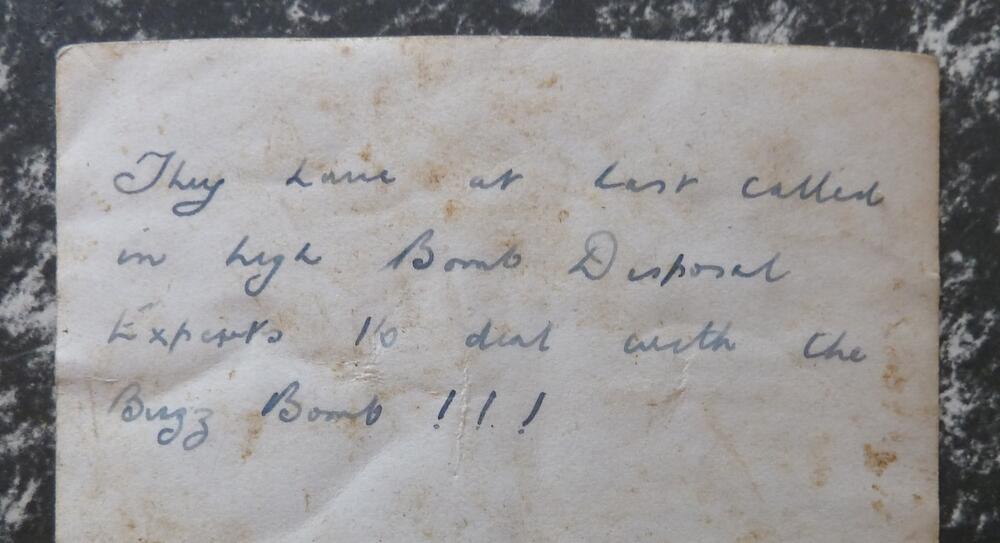 They have at last called
in high Bomb Disposal
Experts to deal with the
Buzz Bomb ! ! !